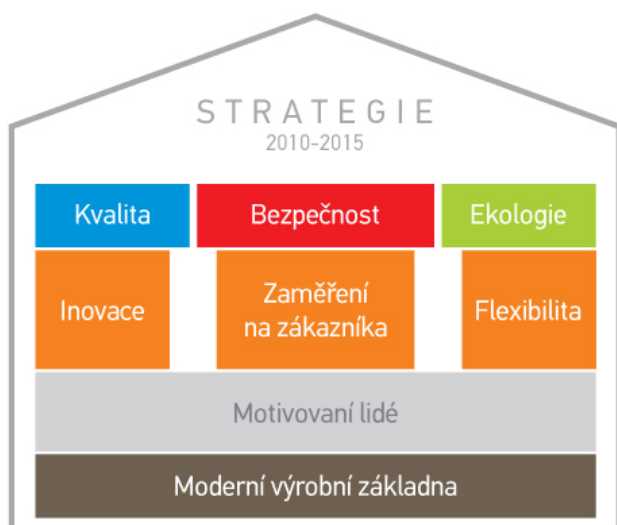 STRATEGIE
2010-2015
Kvalita
Bezpečnost
Ekologie
Inovace
Zaměření
na zákazníka
Flexibilita
Motivovaní lidé
Moderní výrobní základna